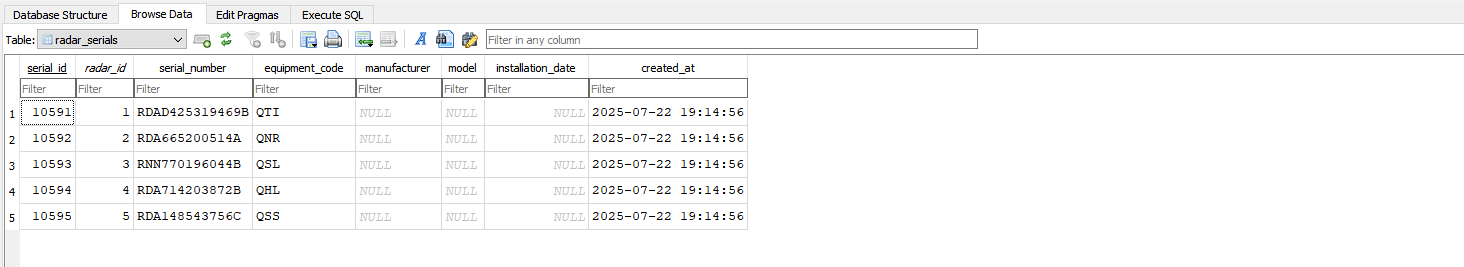 Database Structure Browse Data Edit Pragmas Execute SQL
Table: radar_serials Filter in any column
serial_id radar_id serial_number equipment_code manufacturer model installation_date created_at
Filter Filter Filter Filter Filter Filter Filter Filter
1 10591 1 RDAD425319469B QTI NULL NULL NULL 2025-07-22 19:14:56
2 10592 2 RDA665200514A QNR NULL NULL NULL 2025-07-22 19:14:56
3 10593 3 RNN770196044B QSL NULL NULL NULL 2025-07-22 19:14:56
4 10594 4 RDA714203872B QHL NULL NULL NULL 2025-07-22 19:14:56
5 10595 5 RDA148543756C QSS NULL NULL NULL 2025-07-22 19:14:56